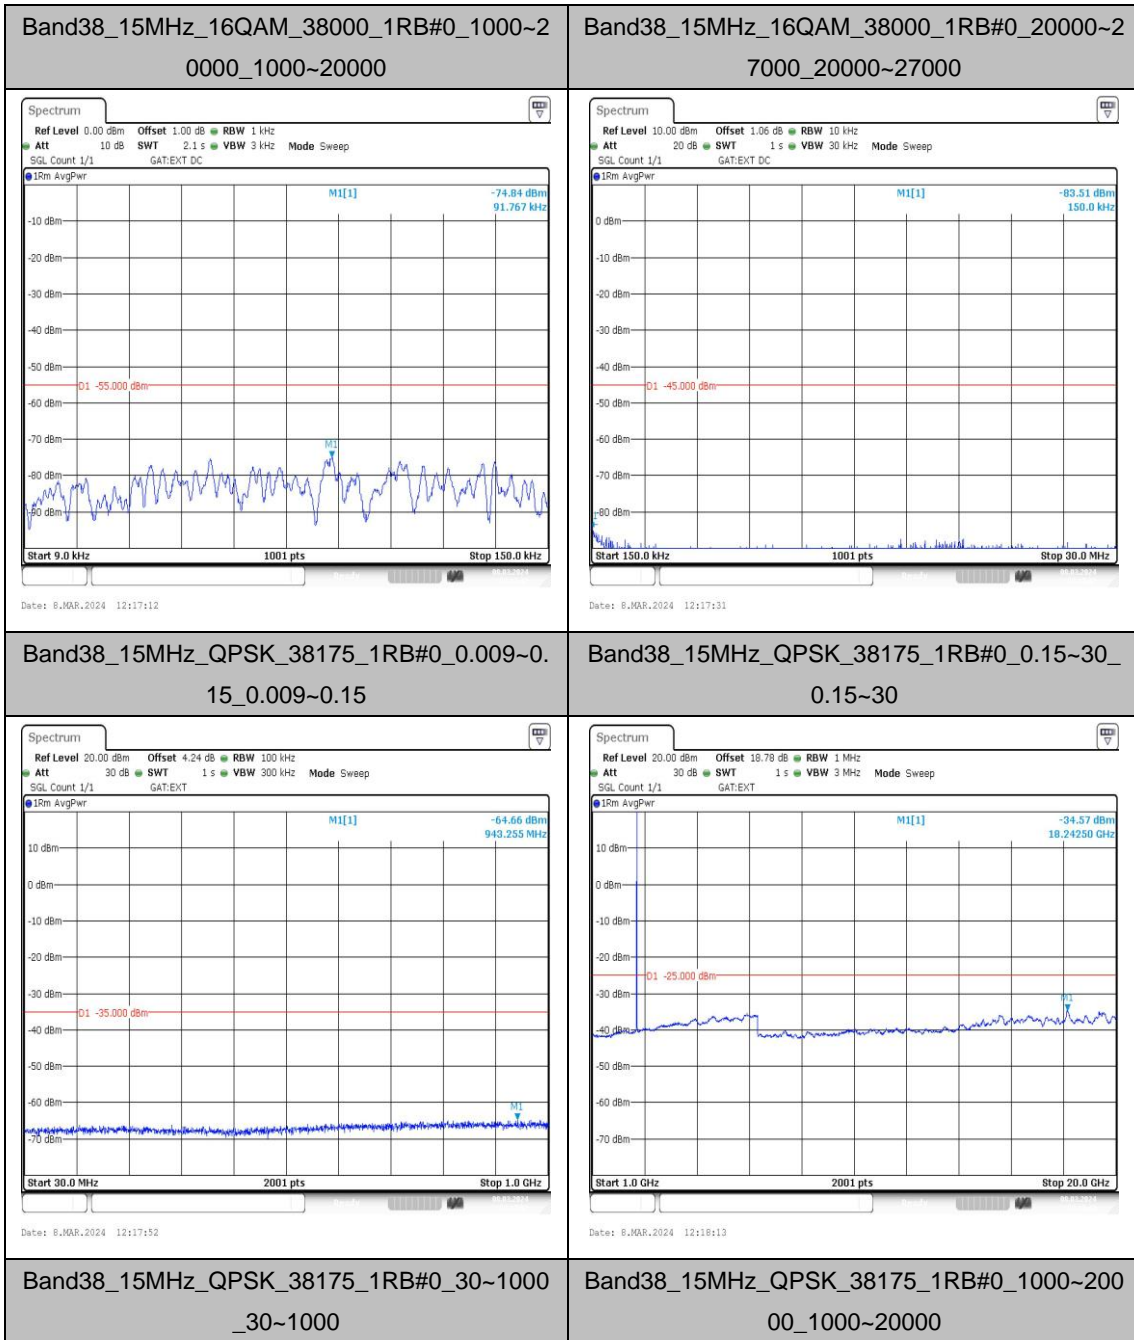 Band38_15MHz_16QAM_38000_1RB#0_1000~2
0000_1000~20000
Band38_15MHz_16QAM_38000_1RB#0_20000~2
7000_20000~27000
Spectrum
Ref Level 0.00 dBm Offset 1.00 dB RBW 1 kHz
Att 10 dB SWT 2.1 s VBW 3 kHz Mode Sweep
SGL Count 1/1 GAT:EXT DC
1Rm AvgPwr
M1[1] -74.84 dBm
91.767 kHz
-10 dBm
-20 dBm
-30 dBm
-40 dBm
-50 dBm
D1 -55.000 dBm
-60 dBm
-70 dBm
M1
-80 dBm
-90 dBm
Start 9.0 kHz 1001 pts Stop 150.0 kHz
Date: 8.MAR.2024 12:17:12
Spectrum
Ref Level 10.00 dBm Offset 1.06 dB RBW 10 kHz
Att 20 dB SWT 1 s VBW 30 kHz Mode Sweep
SGL Count 1/1 GAT:EXT DC
1Rm AvgPwr
M1[1] -83.51 dBm
150.0 kHz
0 dBm
-10 dBm
-20 dBm
-30 dBm
-40 dBm
D1 -45.000 dBm
-50 dBm
-60 dBm
-70 dBm
-80 dBm
Start 150.0 kHz 1001 pts Stop 30.0 MHz
Date: 8.MAR.2024 12:17:31
Band38_15MHz_QPSK_38175_1RB#0_0.009~0.
15_0.009~0.15
Band38_15MHz_QPSK_38175_1RB#0_0.15~30_
0.15~30
Spectrum
Ref Level 20.00 dBm Offset 4.24 dB RBW 100 kHz
Att 30 dB SWT 1 s VBW 300 kHz Mode Sweep
SGL Count 1/1 GAT:EXT
1Rm AvgPwr
M1[1] -64.66 dBm
943.255 MHz
10 dBm
0 dBm
-10 dBm
-20 dBm
-30 dBm
D1 -35.000 dBm
-40 dBm
-50 dBm
-60 dBm
M1
-70 dBm
Start 30.0 MHz 2001 pts Stop 1.0 GHz
Date: 8.MAR.2024 12:17:52
Spectrum
Ref Level 20.00 dBm Offset 18.78 dB RBW 1 MHz
Att 30 dB SWT 1 s VBW 3 MHz Mode Sweep
SGL Count 1/1 GAT:EXT
1Rm AvgPwr
M1[1] -34.57 dBm
18.24250 GHz
10 dBm
0 dBm
-10 dBm
-20 dBm
D1 -25.000 dBm
-30 dBm
M1
-40 dBm
-50 dBm
-60 dBm
-70 dBm
Start 1.0 GHz 2001 pts Stop 20.0 GHz
Date: 8.MAR.2024 12:18:13
Band38_15MHz_QPSK_38175_1RB#0_30~1000
_30~1000
Band38_15MHz_QPSK_38175_1RB#0_1000~200
00_1000~20000